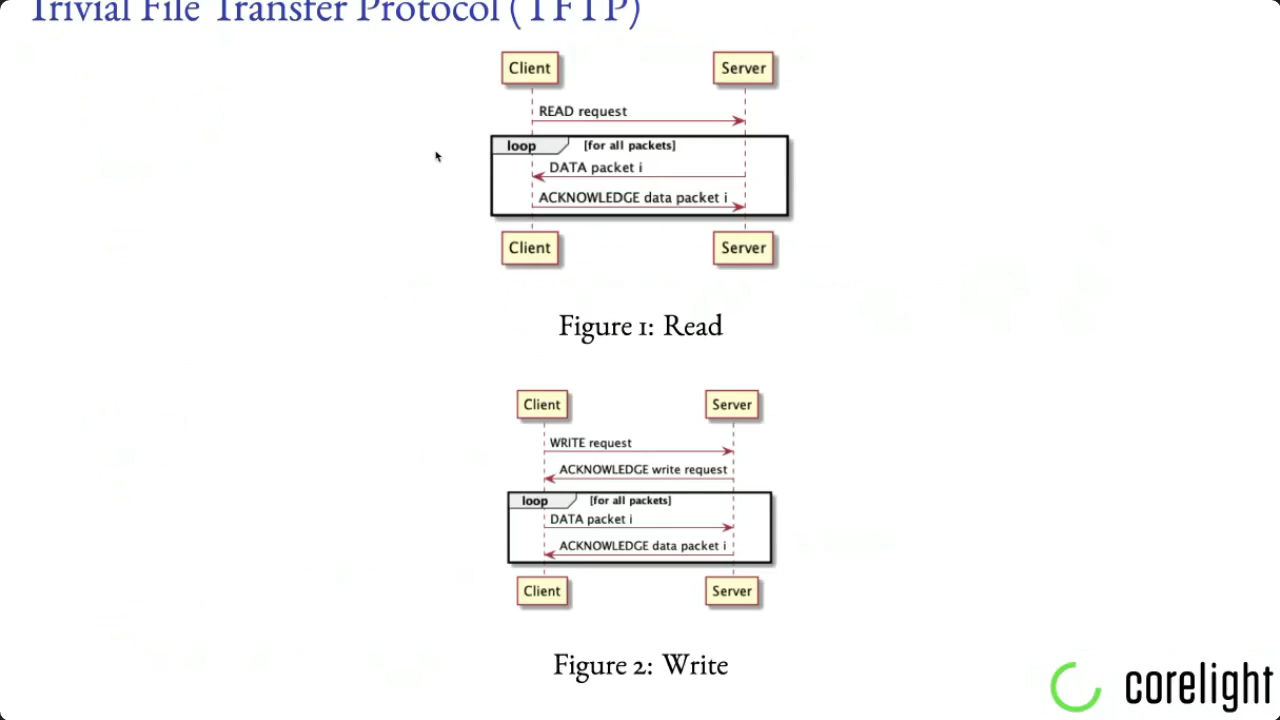 Trivial File Transfer Protocol (TFTP)
Client Server
READ request
loop [for all packets]
DATA packet i
ACKNOWLEDGE data packet i
Client Server
Figure 1: Read
Client Server
WRITE request
ACKNOWLEDGE write request
loop [for all packets]
DATA packet i
ACKNOWLEDGE data packet i
Client Server
Figure 2: Write
corelight